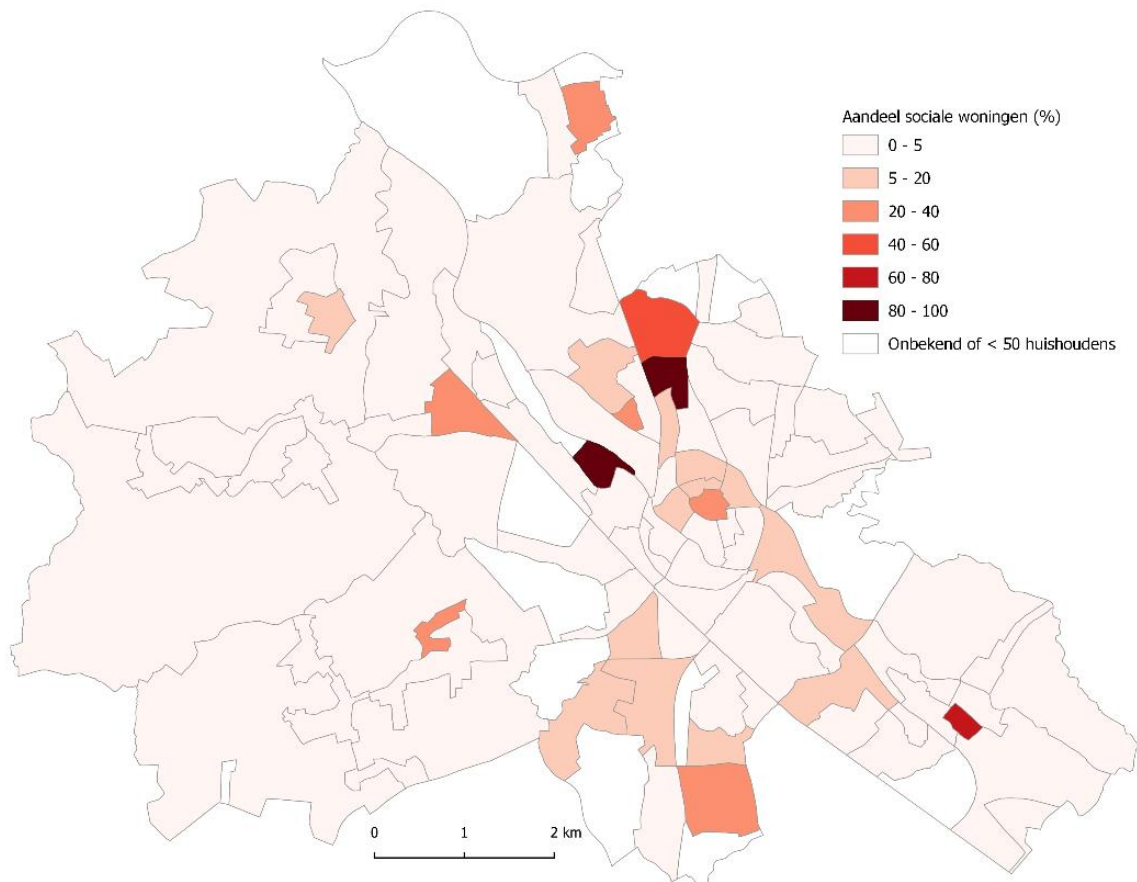 Aandeel sociale woningen (%)
0 - 5
5 - 20
20 - 40
40 - 60
60 - 80
80 - 100
Onbekend of < 50 huishoudens
0 1 2 km